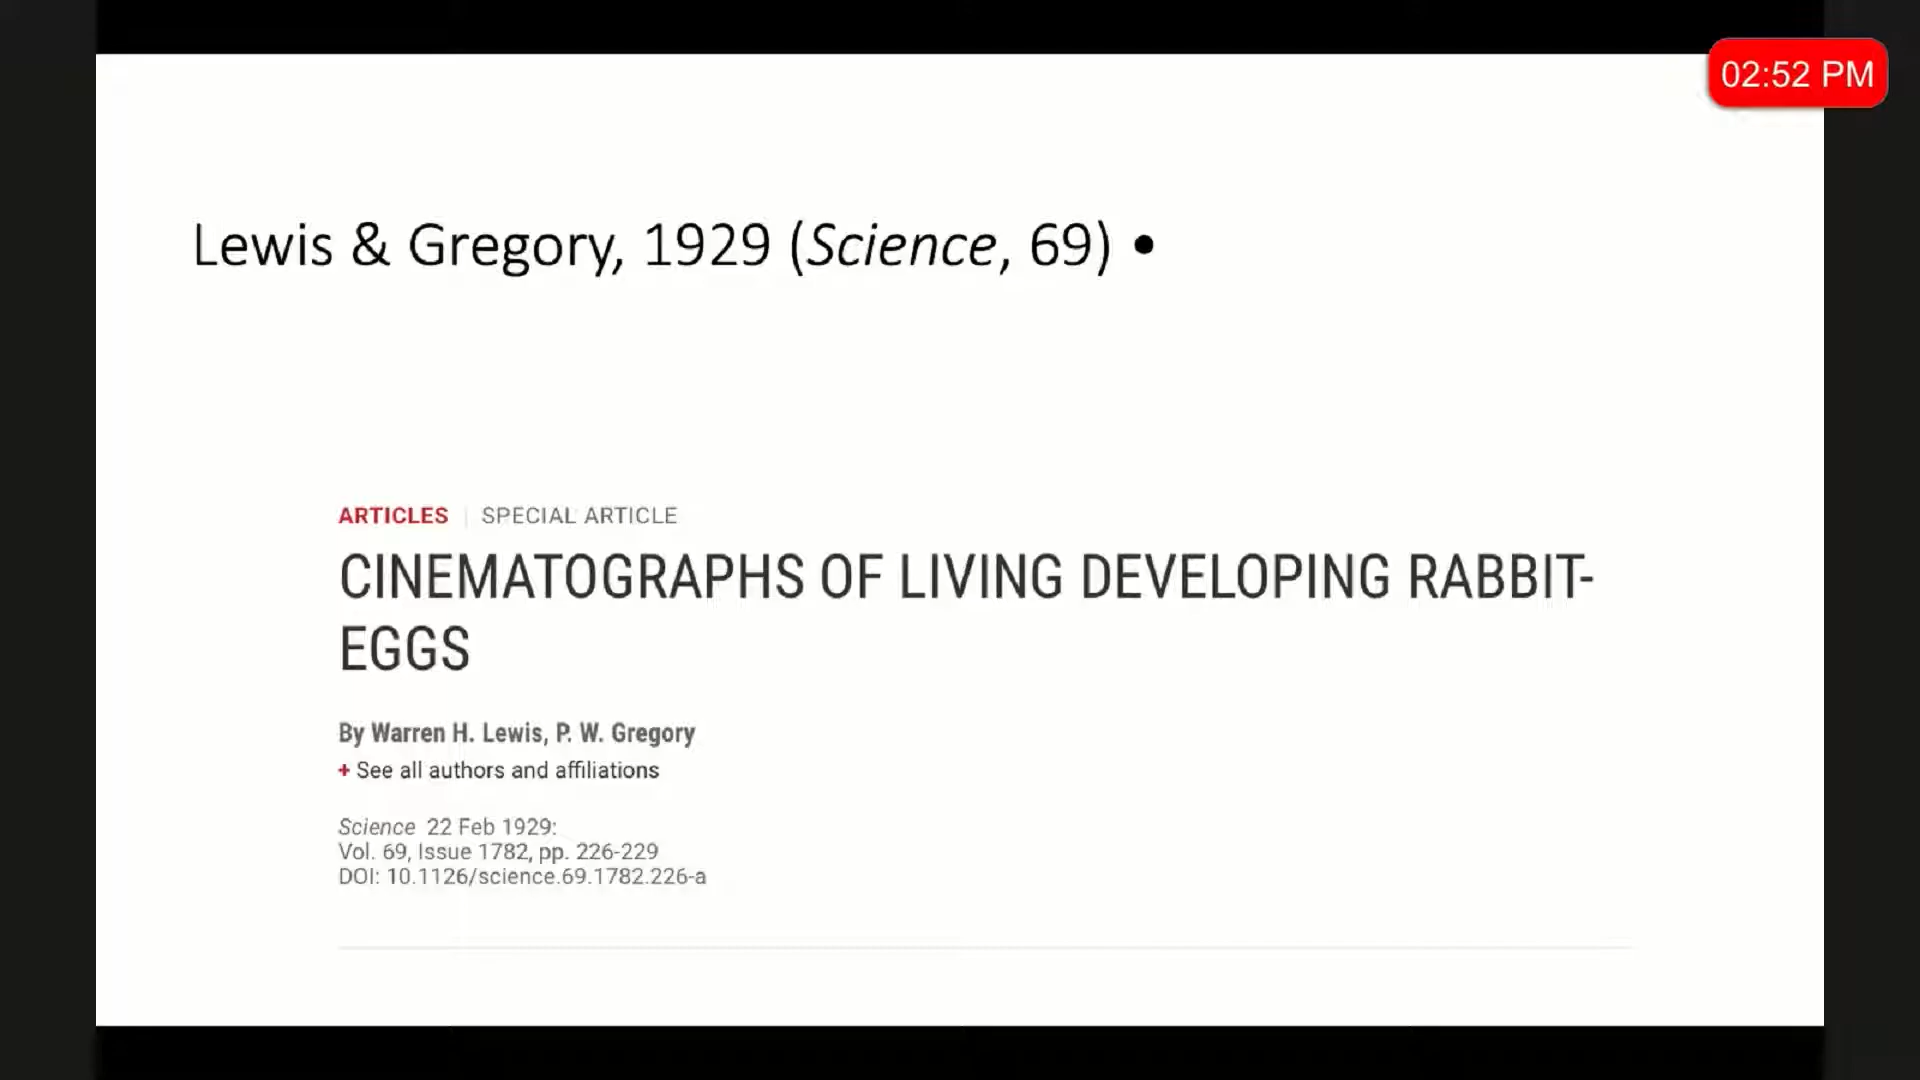 02:52 PM
Lewis & Gregory, 1929 (Science, 69) •
ARTICLES | SPECIAL ARTICLE
CINEMATOGRAPHS OF LIVING DEVELOPING RABBIT-
EGGS
By Warren H. Lewis, P. W. Gregory
+ See all authors and affiliations
Science 22 Feb 1929:
Vol. 69, Issue 1782, pp. 226-229
DOI: 10.1126/science.69.1782.226-a